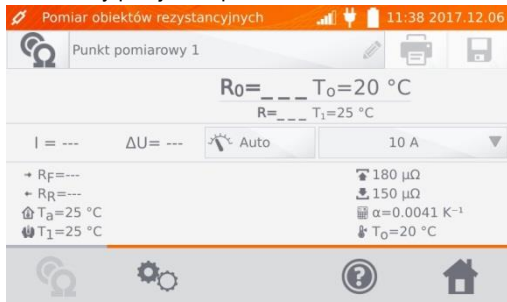 Pomiar obiektów rezystancyjnych 11:38 2017.12.06
Punkt pomiarowy 1
R₀=_ _ _ T₀=20 °C
R=_ _ _ T₁=25 °C
I = --- ΔU= --- Auto 10 A
→ RF=--- 180 μΩ
← RR=--- 150 μΩ
Ta=25 °C α=0.0041 K⁻¹
T₁=25 °C T₀=20 °C